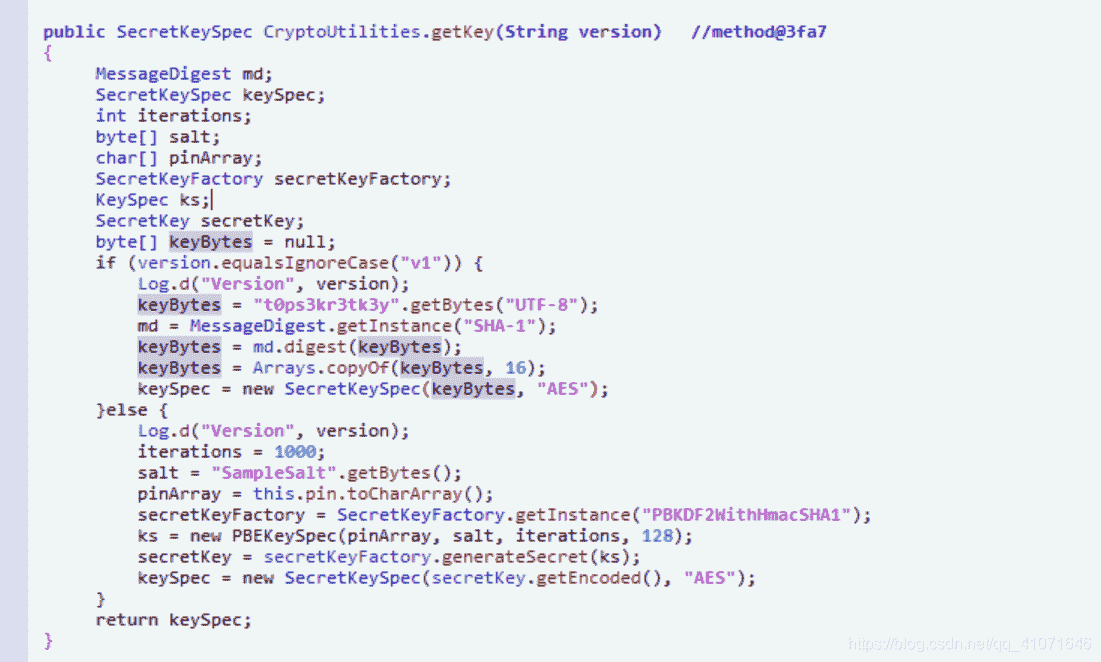 public SecretKeySpec CryptoUtilities.getKey(String version)   //method@3fa7
{
     MessageDigest md;
     SecretKeySpec keySpec;
     int iterations;
     byte[] salt;
     char[] pinArray;
     SecretKeyFactory secretKeyFactory;
     KeySpec ks;
     SecretKey secretKey;
     byte[] keyBytes = null;
     if (version.equalsIgnoreCase("v1")) {
         Log.d("Version", version);
         keyBytes = "t0ps3kr3tk3y".getBytes("UTF-8");
         md = MessageDigest.getInstance("SHA-1");
         keyBytes = md.digest(keyBytes);
         keyBytes = Arrays.copyOf(keyBytes, 16);
         keySpec = new SecretKeySpec(keyBytes, "AES");
     }else {
         Log.d("Version", version);
         iterations = 1000;
         salt = "SampleSalt".getBytes();
         pinArray = this.pin.toCharArray();
         secretKeyFactory = SecretKeyFactory.getInstance("PBKDF2WithHmacSHA1");
         ks = new PBEKeySpec(pinArray, salt, iterations, 128);
         secretKey = secretKeyFactory.generateSecret(ks);
         keySpec = new SecretKeySpec(secretKey.getEncoded(), "AES");
     }
     return keySpec;
}
https://blog.csdn.net/qq_41071646